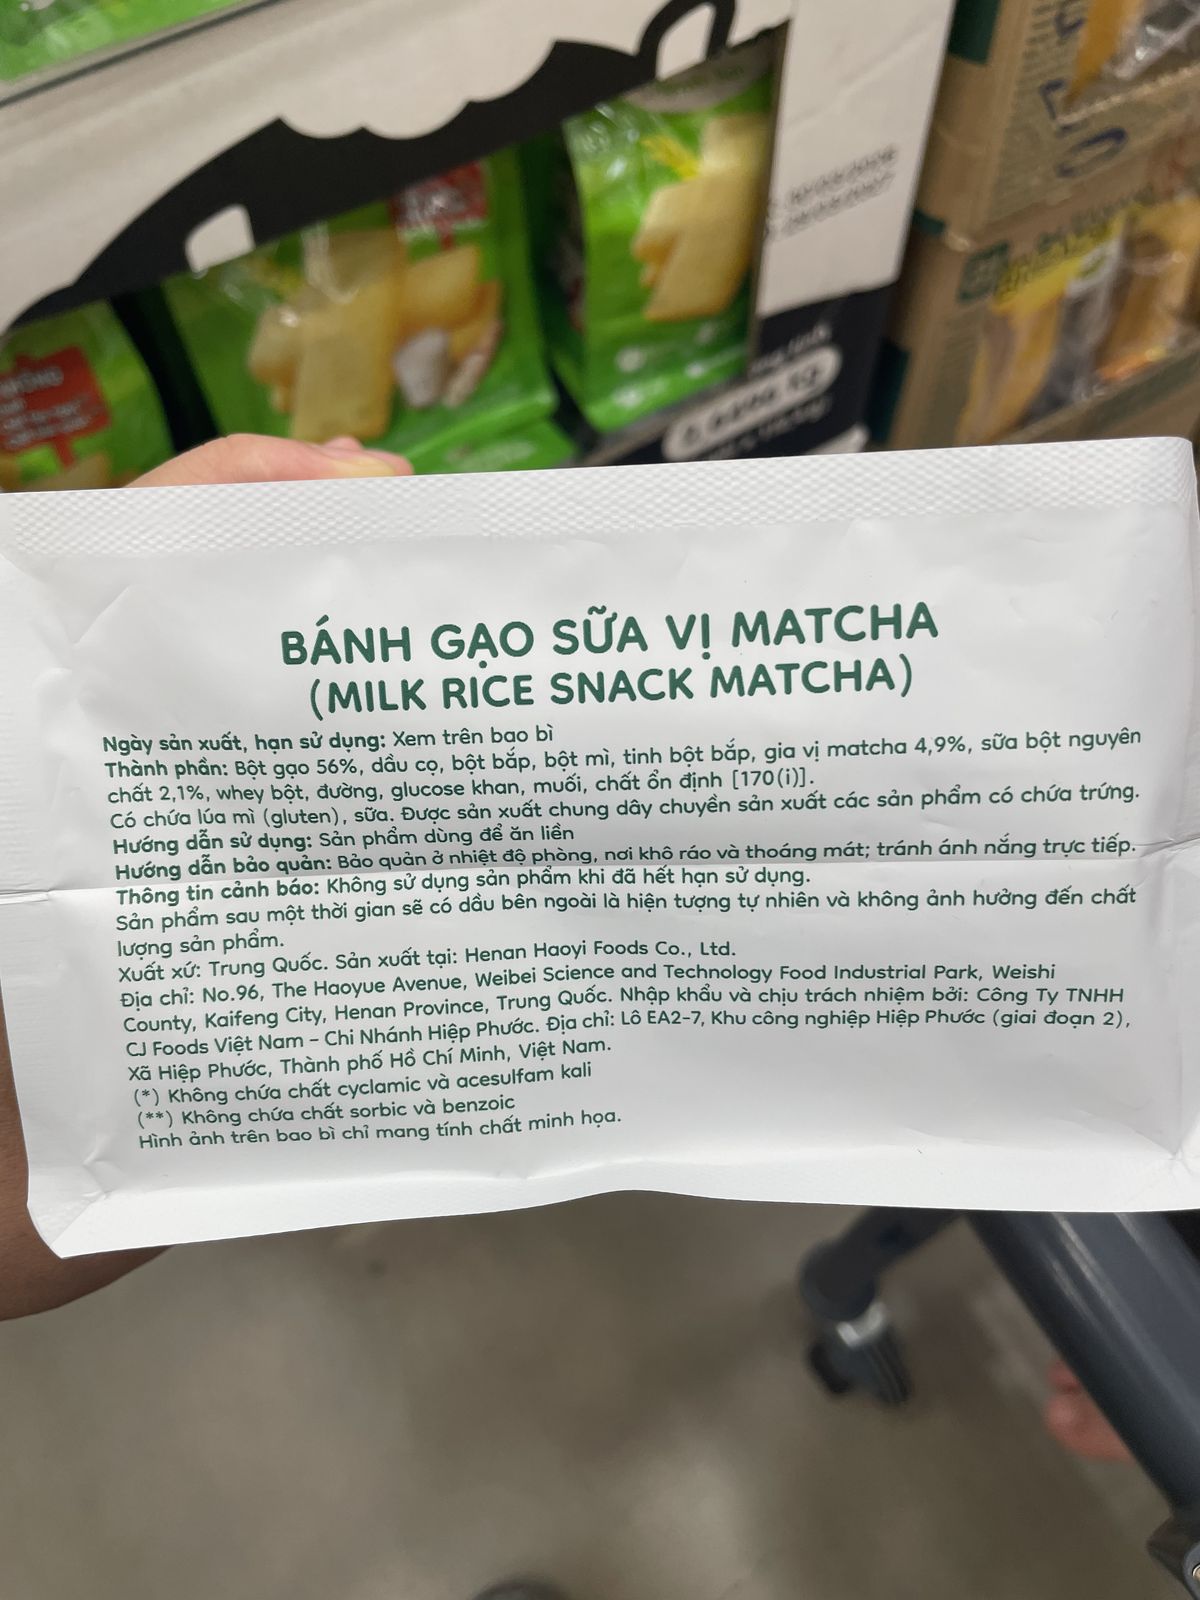 BÁNH GẠO SỮA VỊ MATCHA
(MILK RICE SNACK MATCHA)
Ngày sản xuất, hạn sử dụng: Xem trên bao bì
Thành phần: Bột gạo 56%, dầu cọ, bột bắp, bột mì, tinh bột bắp, gia vị matcha 4,9%, sữa bột nguyên
chất 2,1%, whey bột, đường, glucose khan, muối, chất ổn định [170(i)].
Có chứa lúa mì (gluten), sữa. Được sản xuất chung dây chuyền sản xuất các sản phẩm có chứa trứng.
Hướng dẫn sử dụng: Sản phẩm dùng để ăn liền
Hướng dẫn bảo quản: Bảo quản ở nhiệt độ phòng, nơi khô ráo và thoáng mát; tránh ánh nắng trực tiếp.
Thông tin cảnh báo: Không sử dụng sản phẩm khi đã hết hạn sử dụng.
Sản phẩm sau một thời gian sẽ có dầu bên ngoài là hiện tượng tự nhiên và không ảnh hưởng đến chất
lượng sản phẩm.
Xuất xứ: Trung Quốc. Sản xuất tại: Henan Haoyi Foods Co., Ltd.
Địa chỉ: No.96, The Haoyue Avenue, Weibei Science and Technology Food Industrial Park, Weishi
County, Kaifeng City, Henan Province, Trung Quốc. Nhập khẩu và chịu trách nhiệm bởi: Công Ty TNHH
CJ Foods Việt Nam – Chi Nhánh Hiệp Phước. Địa chỉ: Lô EA2-7, Khu công nghiệp Hiệp Phước (giai đoạn 2),
Xã Hiệp Phước, Thành phố Hồ Chí Minh, Việt Nam.
(*) Không chứa chất cyclamic và acesulfam kali
(**) Không chứa chất sorbic và benzoic
Hình ảnh trên bao bì chỉ mang tính chất minh họa.